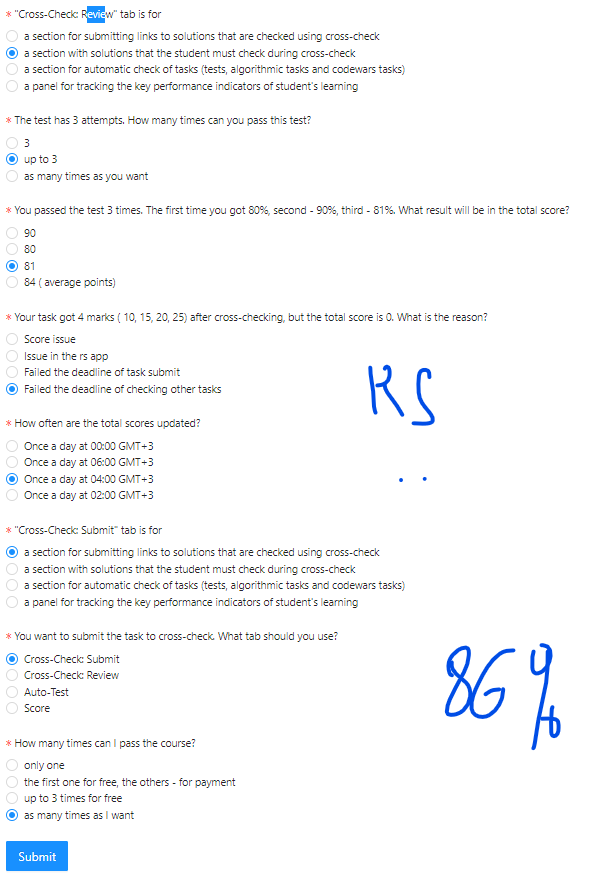 * "Cross-Check: Review" tab is for
a section for submitting links to solutions that are checked using cross-check
a section with solutions that the student must check during cross-check
a section for automatic check of tasks (tests, algorithmic tasks and codewars tasks)
a panel for tracking the key performance indicators of student's learning
* The test has 3 attempts. How many times can you pass this test?
3
up to 3
as many times as you want
* You passed the test 3 times. The first time you got 80%, second - 90%, third - 81%. What result will be in the total score?
90
80
81
84 ( average points)
* Your task got 4 marks ( 10, 15, 20, 25) after cross-checking, but the total score is 0. What is the reason?
Score issue
Issue in the rs app
Failed the deadline of task submit
Failed the deadline of checking other tasks
RS
* How often are the total scores updated?
Once a day at 00:00 GMT+3
Once a day at 06:00 GMT+3
Once a day at 04:00 GMT+3
Once a day at 02:00 GMT+3
* "Cross-Check: Submit" tab is for
a section for submitting links to solutions that are checked using cross-check
a section with solutions that the student must check during cross-check
a section for automatic check of tasks (tests, algorithmic tasks and codewars tasks)
a panel for tracking the key performance indicators of student's learning
* You want to submit the task to cross-check. What tab should you use?
Cross-Check: Submit
Cross-Check: Review
Auto-Test
Score
86%
* How many times can I pass the course?
only one
the first one for free, the others - for payment
up to 3 times for free
as many times as I want
Submit